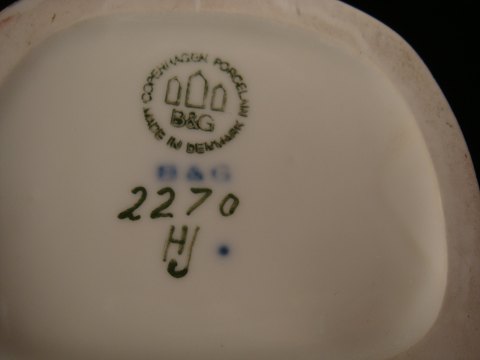 COPENHAGEN PORCELAIN
B&G
MADE IN DENMARK
B & G
2270
HJ